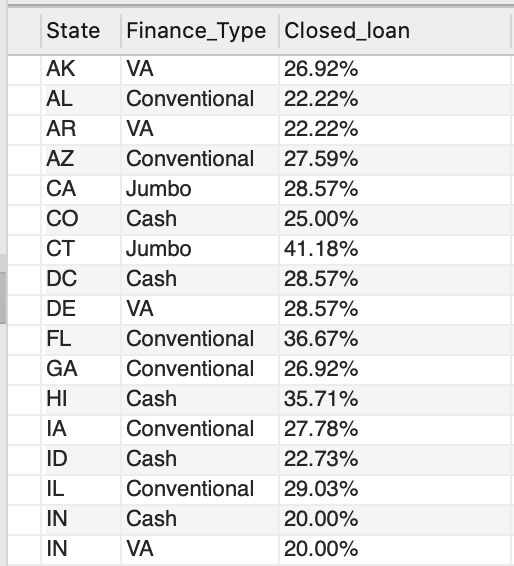 State Finance_Type Closed_loan
AK VA 26.92%
AL Conventional 22.22%
AR VA 22.22%
AZ Conventional 27.59%
CA Jumbo 28.57%
CO Cash 25.00%
CT Jumbo 41.18%
DC Cash 28.57%
DE VA 28.57%
FL Conventional 36.67%
GA Conventional 26.92%
HI Cash 35.71%
IA Conventional 27.78%
ID Cash 22.73%
IL Conventional 29.03%
IN Cash 20.00%
IN VA 20.00%